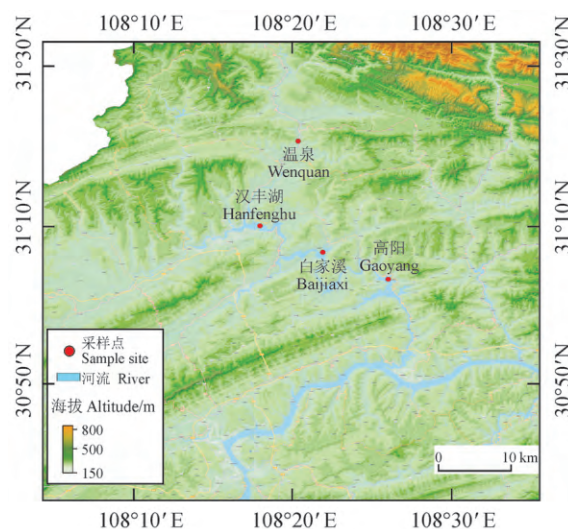 108°10′E 108°20′E 108°30′E
31°30′N
31°10′N
30°50′N
温泉
Wenquan
汉丰湖
Hanfenghu
高阳
Gaoyang
白家溪
Baijiaxi
采样点
Sample site
河流 River
海拔 Altitude/m
800
500
150
0 10 km
31°30′N
31°10′N
30°50′N
108°10′E 108°20′E 108°30′E